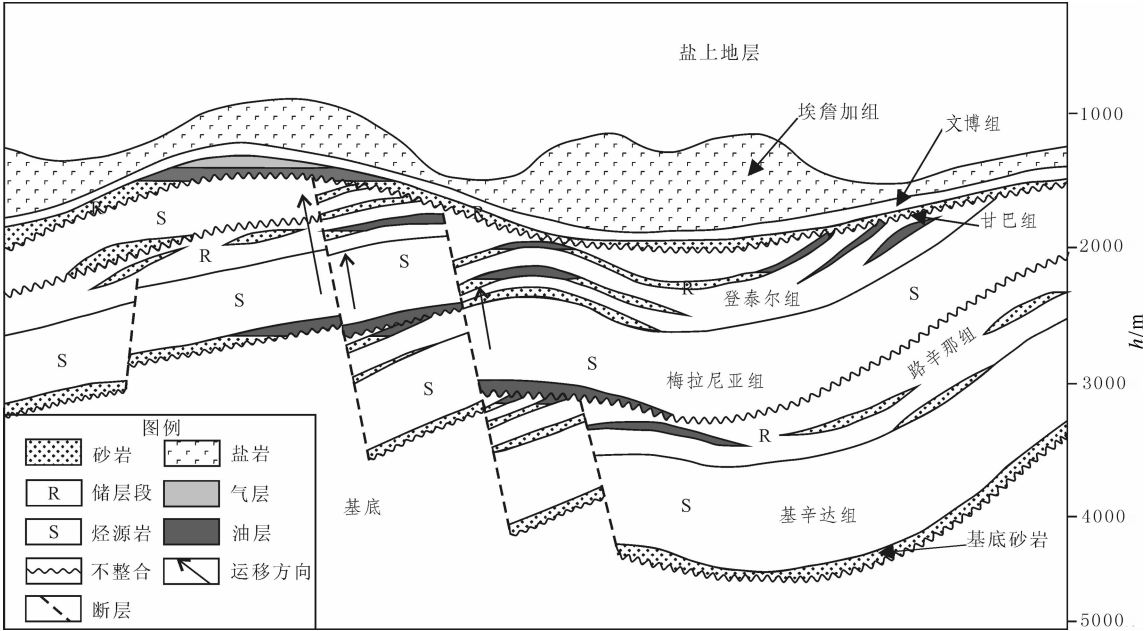 盐上地层
埃詹加组
文博组
甘巴组
登泰尔组
梅拉尼亚组
路辛那组
基辛达组
基底砂岩
基底
R
S
R
S
S
S
S
R
R
S
S
R
S
1000
2000
3000
4000
5000
h/m
图例
砂岩
盐岩
R 储层段
气层
S 烃源岩
油层
不整合
运移方向
断层